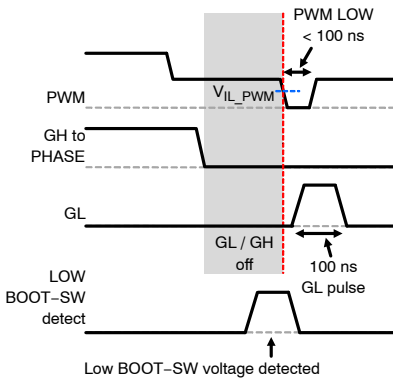 PWM LOW
< 100 ns
PWM
VIL_PWM
GH to
PHASE
GL
GL / GH
off
100 ns
GL pulse
LOW
BOOT−SW
detect
Low BOOT−SW voltage detected